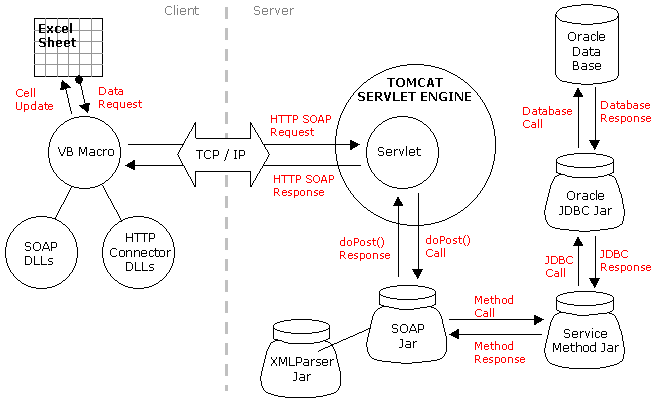 Client
Server
Excel
Sheet
Cell
Update
Data
Request
VB Macro
SOAP
DLLs
HTTP
Connector
DLLs
TCP / IP
HTTP SOAP
Request
HTTP SOAP
Response
TOMCAT
SERVLET ENGINE
Servlet
doPost()
Response
doPost()
Call
SOAP
Jar
XMLParser
Jar
Method
Call
Method
Response
Service
Method Jar
JDBC
Call
JDBC
Response
Oracle
JDBC Jar
Database
Call
Database
Response
Oracle
Data
Base